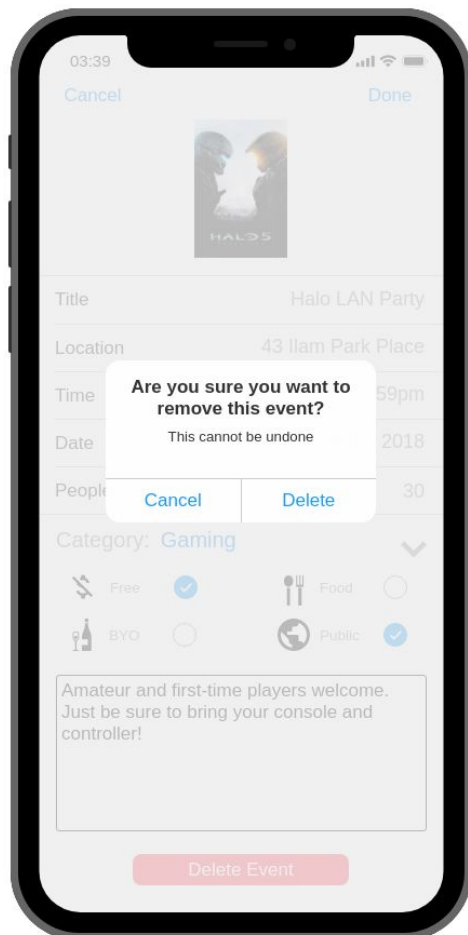 03:39
Cancel Done
HALO 5
Title Halo LAN Party
Location 43 Ilam Park Place
Time 59pm
Are you sure you want to
remove this event?
This cannot be undone
Date 2018
People 30
Cancel Delete
Category: Gaming
Free Food
BYO Public
Amateur and first-time players welcome.
Just be sure to bring your console and
controller!
Delete Event